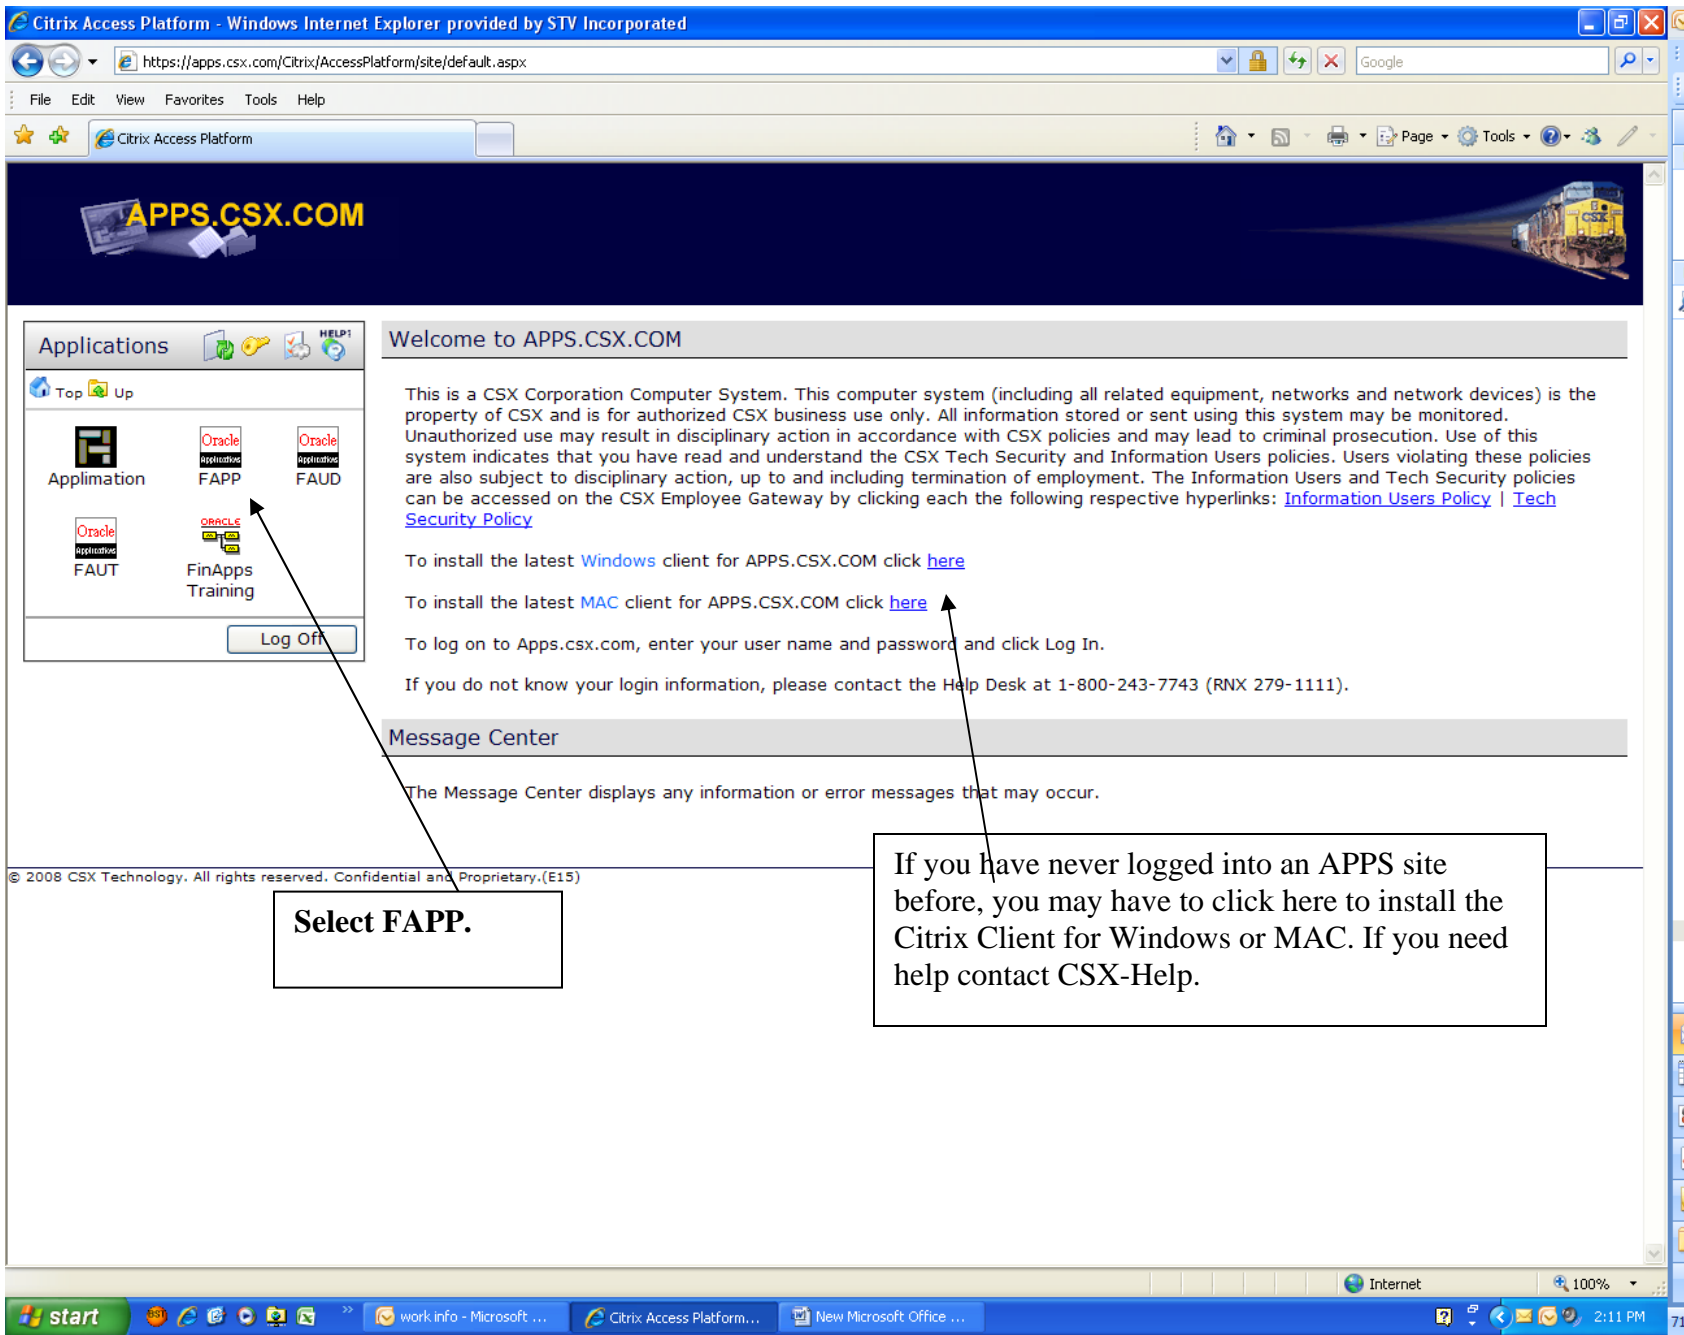 Citrix Access Platform - Windows Internet Explorer provided by STV Incorporated
https://apps.csx.com/Citrix/AccessPlatform/site/default.aspx
Google
File Edit View Favorites Tools Help
Citrix Access Platform
Page Tools
APPS.CSX.COM
CSX
Applications
HELP?
Top Up
Applimation
Oracle Applications
FAPP
Oracle Applications
FAUD
Oracle Applications
FAUT
ORACLE
FinApps
Training
Log Off
Welcome to APPS.CSX.COM
This is a CSX Corporation Computer System. This computer system (including all related equipment, networks and network devices) is the
property of CSX and is for authorized CSX business use only. All information stored or sent using this system may be monitored.
Unauthorized use may result in disciplinary action in accordance with CSX policies and may lead to criminal prosecution. Use of this
system indicates that you have read and understand the CSX Tech Security and Information Users policies. Users violating these policies
are also subject to disciplinary action, up to and including termination of employment. The Information Users and Tech Security policies
can be accessed on the CSX Employee Gateway by clicking each the following respective hyperlinks: Information Users Policy | Tech
Security Policy
To install the latest Windows client for APPS.CSX.COM click here
To install the latest MAC client for APPS.CSX.COM click here
To log on to Apps.csx.com, enter your user name and password and click Log In.
If you do not know your login information, please contact the Help Desk at 1-800-243-7743 (RNX 279-1111).
Message Center
The Message Center displays any information or error messages that may occur.
© 2008 CSX Technology. All rights reserved. Confidential and Proprietary.(E15)
Select FAPP.
If you have never logged into an APPS site
before, you may have to click here to install the
Citrix Client for Windows or MAC. If you need
help contact CSX-Help.
Internet
100%
start
work info - Microsoft ...
Citrix Access Platform...
New Microsoft Office ...
2:11 PM
71